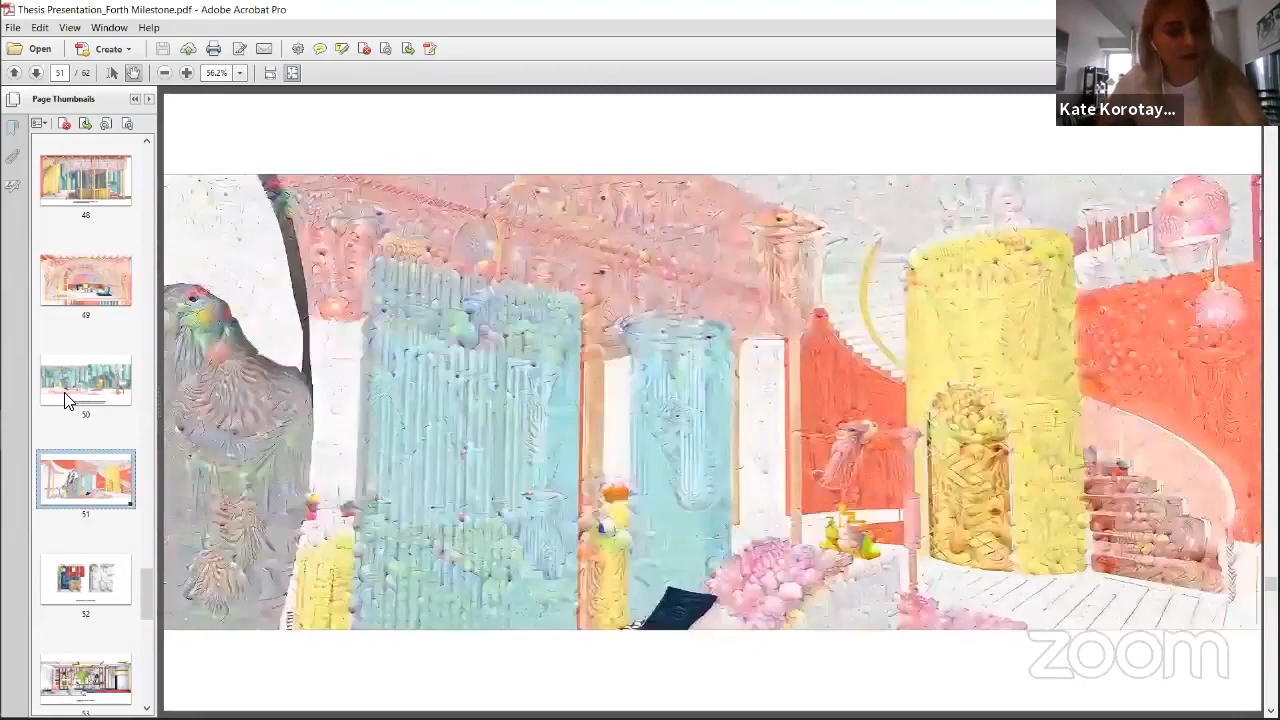 Thesis Presentation_Forth Milestone.pdf - Adobe Acrobat Pro
File Edit View Window Help
Open Create
51 / 62 56.2%
Kate Korotay...
Page Thumbnails
48
49
50
51
52
53
zoom